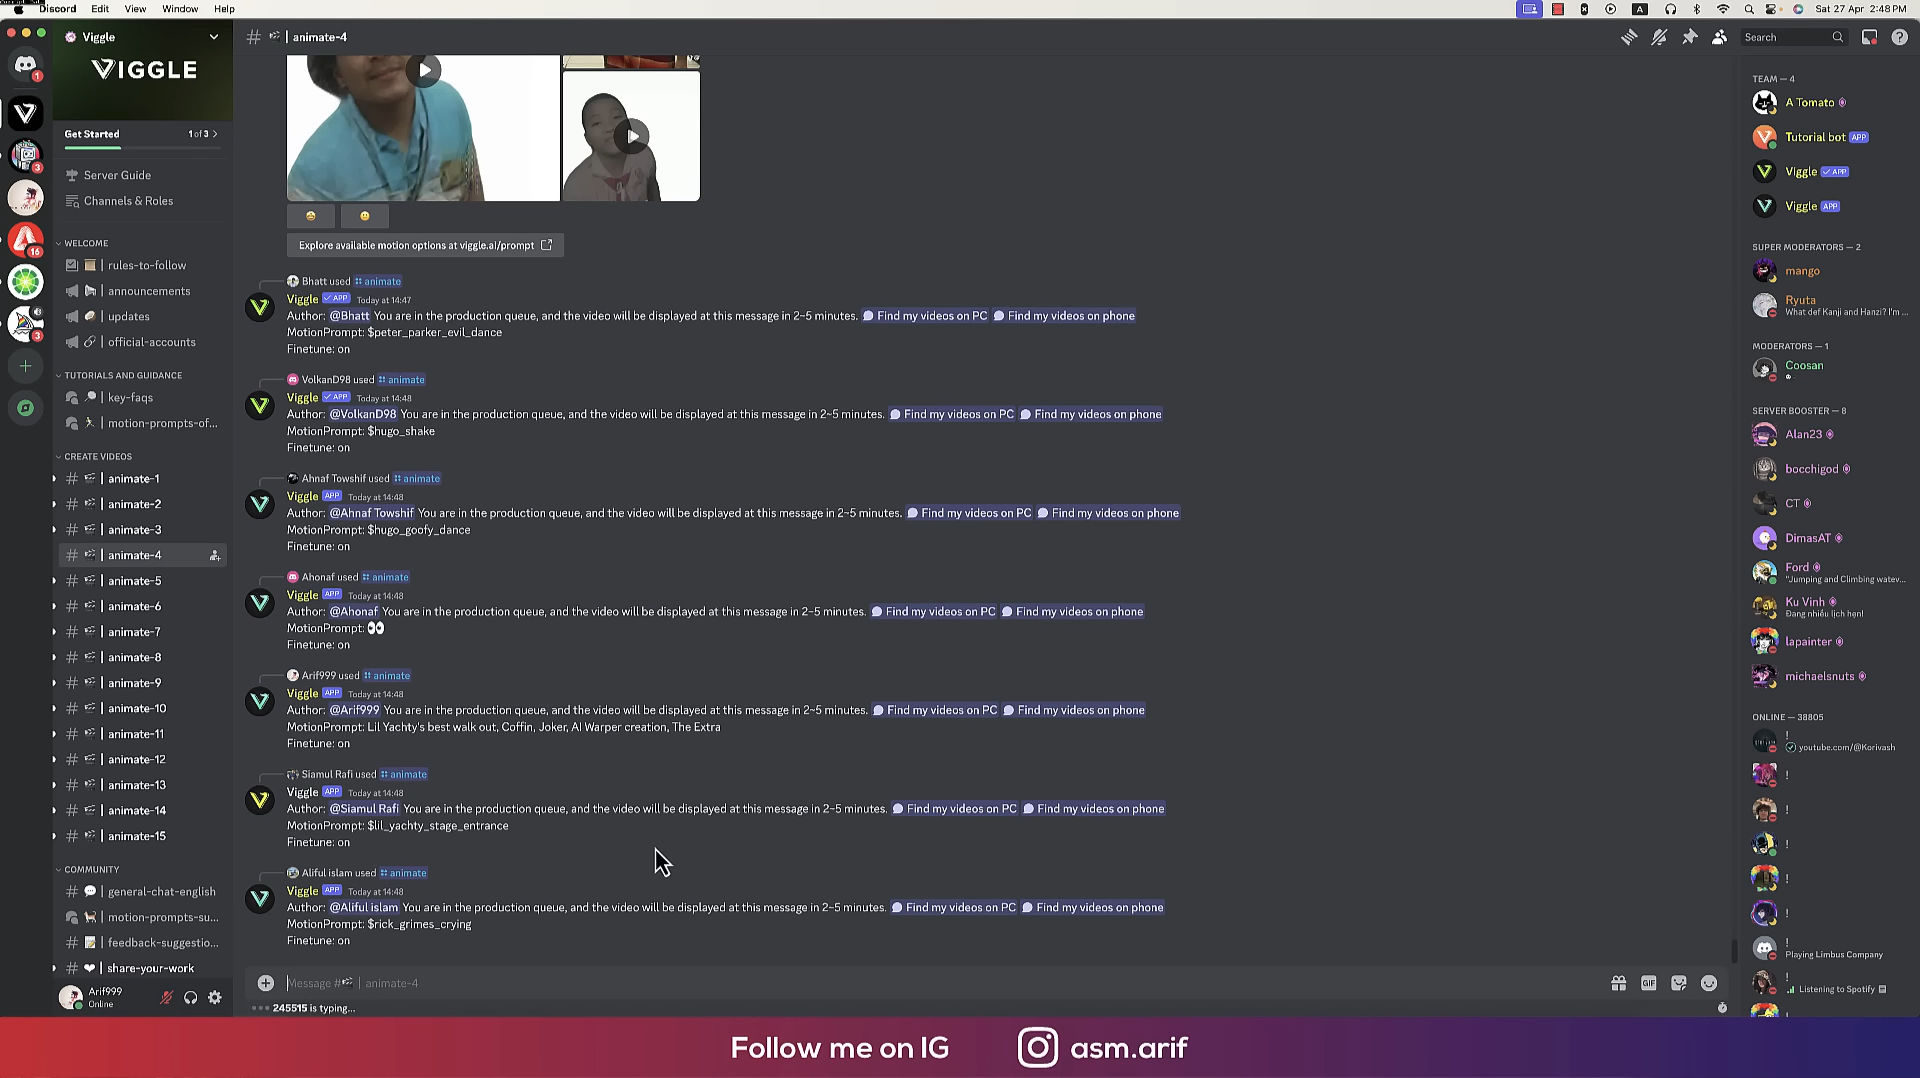 Discord Edit View Window Help
A Sat 27 Apr 2:48 PM
Viggle
VIGGLE
Get Started 1 of 3
Server Guide
Channels & Roles
WELCOME
rules-to-follow
announcements
updates
official-accounts
TUTORIALS AND GUIDANCE
key-faqs
motion-prompts-of...
CREATE VIDEOS
animate-1
animate-2
animate-3
animate-4
animate-5
animate-6
animate-7
animate-8
animate-9
animate-10
animate-11
animate-12
animate-13
animate-14
animate-15
COMMUNITY
general-chat-english
motion-prompts-su...
feedback-suggestio...
share-your-work
Arif999
Online
1
3
16
3
# | animate-4
Search
Explore available motion options at viggle.ai/prompt
Bhatt used animate
Viggle APP Today at 14:47
Author: @Bhatt You are in the production queue, and the video will be displayed at this message in 2~5 minutes. Find my videos on PC Find my videos on phone
MotionPrompt: $peter_parker_evil_dance
Finetune: on
VolkanD98 used animate
Viggle APP Today at 14:48
Author: @VolkanD98 You are in the production queue, and the video will be displayed at this message in 2~5 minutes. Find my videos on PC Find my videos on phone
MotionPrompt: $hugo_shake
Finetune: on
Ahnaf Towshif used animate
Viggle APP Today at 14:48
Author: @Ahnaf Towshif You are in the production queue, and the video will be displayed at this message in 2~5 minutes. Find my videos on PC Find my videos on phone
MotionPrompt: $hugo_goofy_dance
Finetune: on
Ahonaf used animate
Viggle APP Today at 14:48
Author: @Ahonaf You are in the production queue, and the video will be displayed at this message in 2~5 minutes. Find my videos on PC Find my videos on phone
MotionPrompt: 👀
Finetune: on
Arif999 used animate
Viggle APP Today at 14:48
Author: @Arif999 You are in the production queue, and the video will be displayed at this message in 2~5 minutes. Find my videos on PC Find my videos on phone
MotionPrompt: Lil Yachty's best walk out, Coffin, Joker, AI Warper creation, The Extra
Finetune: on
Siamul Rafi used animate
Viggle APP Today at 14:48
Author: @Siamul Rafi You are in the production queue, and the video will be displayed at this message in 2~5 minutes. Find my videos on PC Find my videos on phone
MotionPrompt: $lil_yachty_stage_entrance
Finetune: on
Aliful islam used animate
Viggle APP Today at 14:48
Author: @Aliful islam You are in the production queue, and the video will be displayed at this message in 2~5 minutes. Find my videos on PC Find my videos on phone
MotionPrompt: $rick_grimes_crying
Finetune: on
Message # | animate-4
GIF
245515 is typing...
TEAM — 4
A Tomato
Tutorial bot APP
Viggle APP
Viggle APP
SUPER MODERATORS — 2
mango
Ryuta
What def Kanji and Hanzi? I'm ...
MODERATORS — 1
Coosan
SERVER BOOSTER — 8
Alan23
bocchigod
CT
DimasAT
Ford
"Jumping and Climbing watev...
Ku Vinh
Đang nhiều lịch hẹn!
lapainter
michaelsnuts
ONLINE — 38805
!
youtube.com/@Korivash
!
!
!
!
!
!
Playing Limbus Company
!
Listening to Spotify
Follow me on IG asm.arif